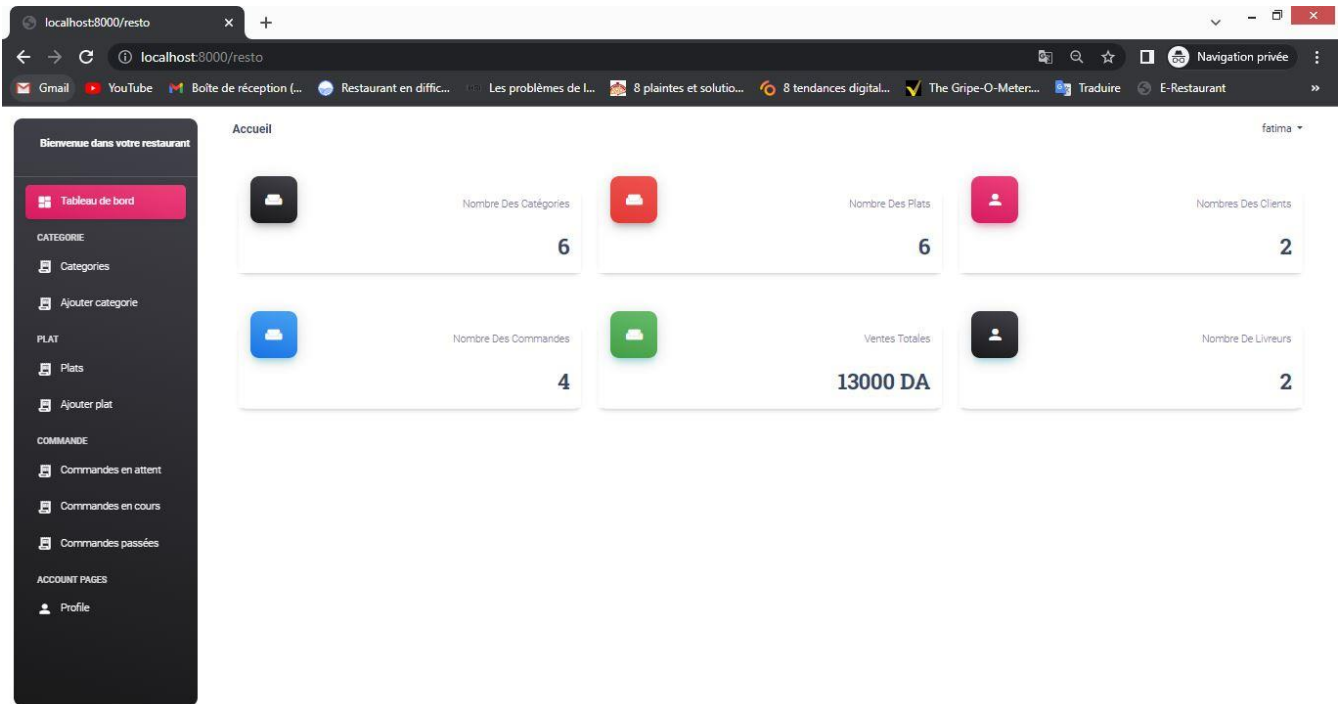 localhost:8000/resto
localhost:8000/resto
Navigation privée
Gmail
YouTube
Boîte de réception (...
Restaurant en diffic...
Les problèmes de l...
8 plaintes et solutio...
8 tendances digital...
The Gripe-O-Meter:...
Traduire
E-Restaurant
»
Bienvenue dans votre restaurant
Tableau de bord
CATEGORIE
Categories
Ajouter categorie
PLAT
Plats
Ajouter plat
COMMANDE
Commandes en attent
Commandes en cours
Commandes passées
ACCOUNT PAGES
Profile
Accueil
fatima
Nombre Des Catégories
6
Nombre Des Plats
6
Nombres Des Clients
2
Nombre Des Commandes
4
Ventes Totales
13000 DA
Nombre De Livreurs
2